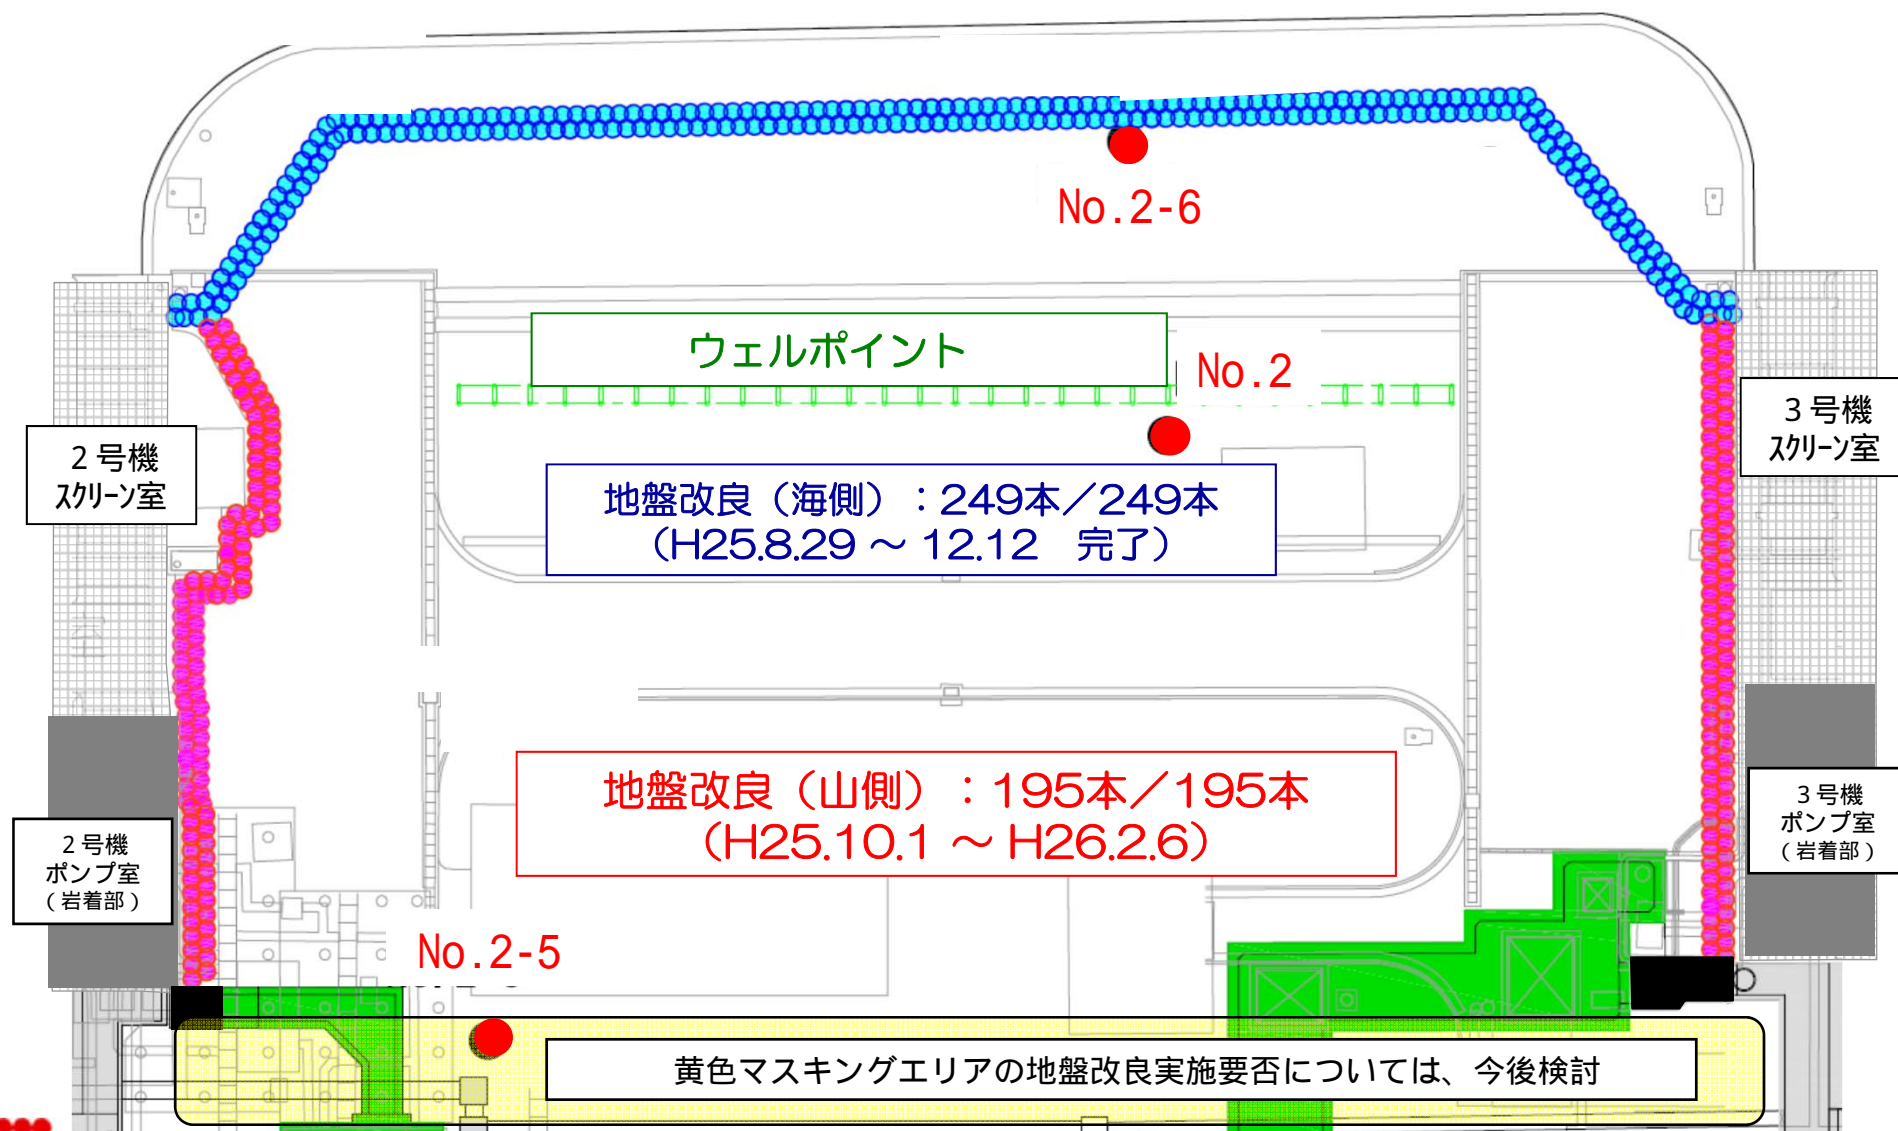 No.2-6
ウェルポイント
No.2
2号機
スクリーン室
3号機
スクリーン室
地盤改良（海側）：249本／249本
（H25.8.29 ～ 12.12　完了）
地盤改良（山側）：195本／195本
（H25.10.1 ～ H26.2.6）
2号機
ポンプ室
（岩着部）
3号機
ポンプ室
（岩着部）
No.2-5
黄色マスキングエリアの地盤改良実施要否については、今後検討